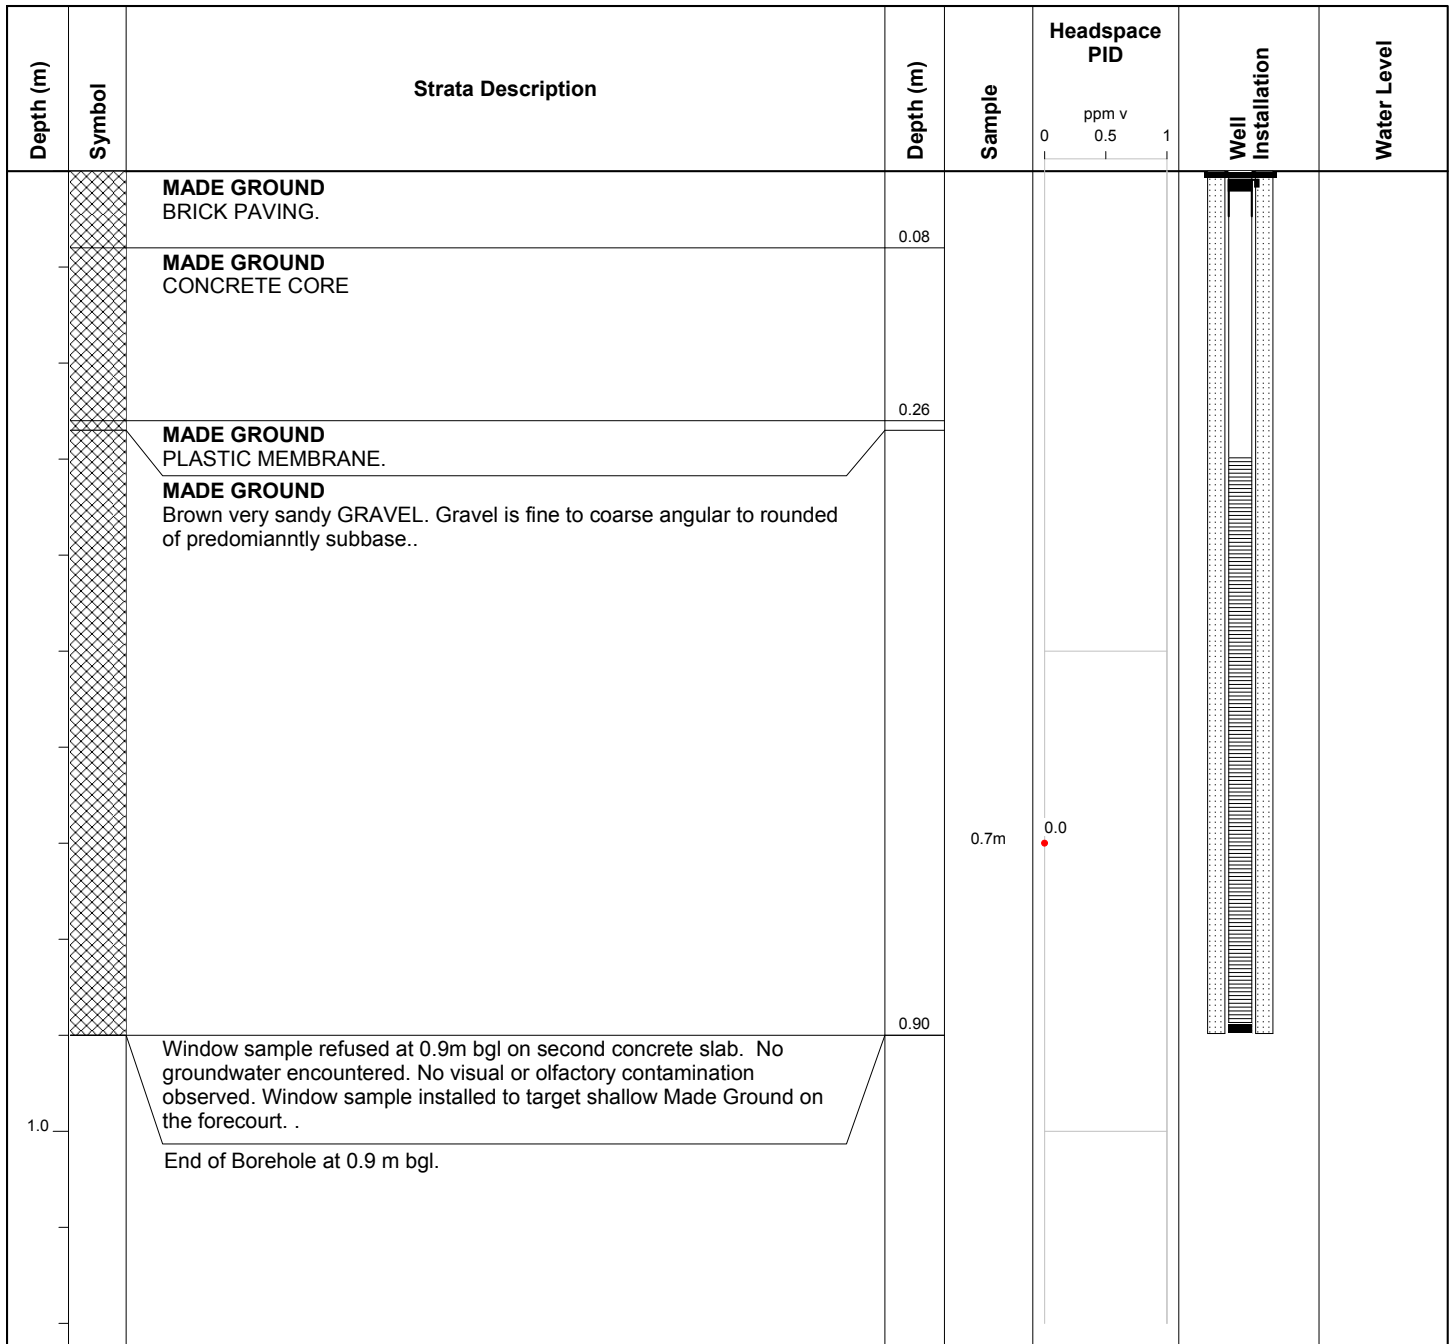 Depth (m)
Symbol
Strata Description
Depth (m)
Sample
Headspace
PID
ppm v
0 0.5 1
Well
Installation
Water Level
MADE GROUND
BRICK PAVING.
0.08
MADE GROUND
CONCRETE CORE
0.26
MADE GROUND
PLASTIC MEMBRANE.
MADE GROUND
Brown very sandy GRAVEL. Gravel is fine to coarse angular to rounded
of predomianntly subbase..
0.7m
0.0
0.90
Window sample refused at 0.9m bgl on second concrete slab. No
groundwater encountered. No visual or olfactory contamination
observed. Window sample installed to target shallow Made Ground on
the forecourt. .
1.0
End of Borehole at 0.9 m bgl.